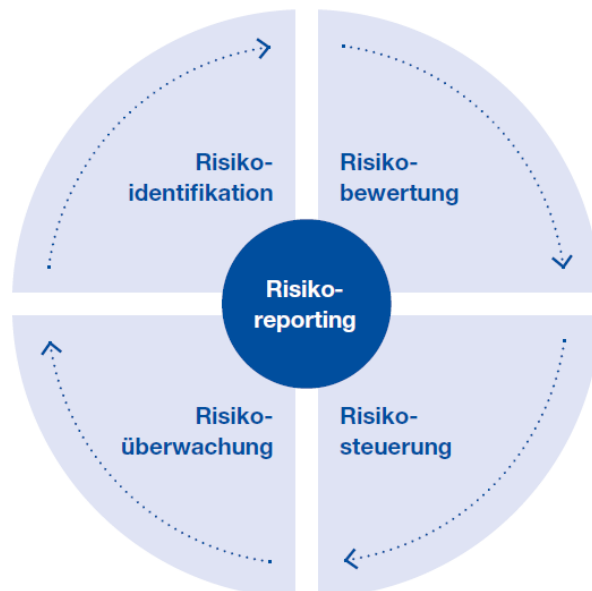 Risiko-
identifikation
Risiko-
bewertung
Risiko-
reporting
Risiko-
überwachung
Risiko-
steuerung